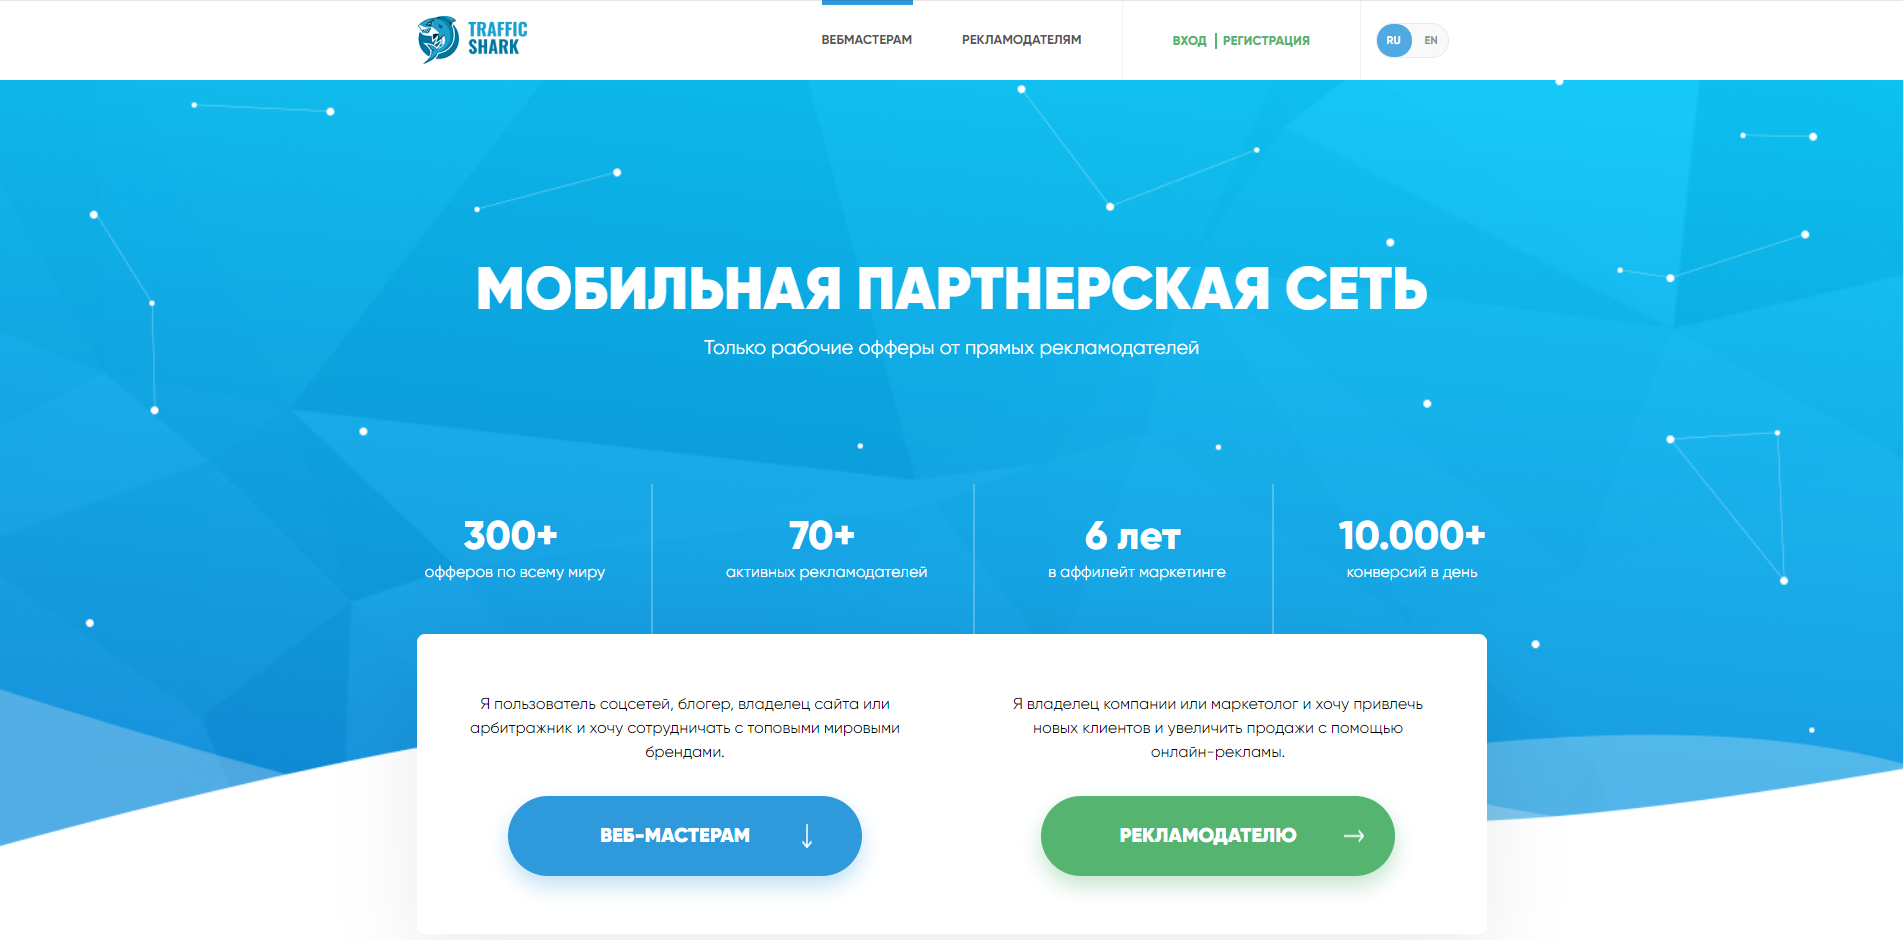 TRAFFIC
SHARK
ВЕБМАСТЕРАМ
РЕКЛАМОДАТЕЛЯМ
ВХОД | РЕГИСТРАЦИЯ
RU
EN
МОБИЛЬНАЯ ПАРТНЕРСКАЯ СЕТЬ
Только рабочие офферы от прямых рекламодателей
300+
офферов по всему миру
70+
активных рекламодателей
6 лет
в аффилейт маркетинге
10.000+
конверсий в день
Я пользователь соцсетей, блогер, владелец сайта или
арбитражник и хочу сотрудничать с топовыми мировыми
брендами.
ВЕБ-МАСТЕРАМ
Я владелец компании или маркетолог и хочу привлечь
новых клиентов и увеличить продажи с помощью
онлайн-рекламы.
РЕКЛАМОДАТЕЛЮ